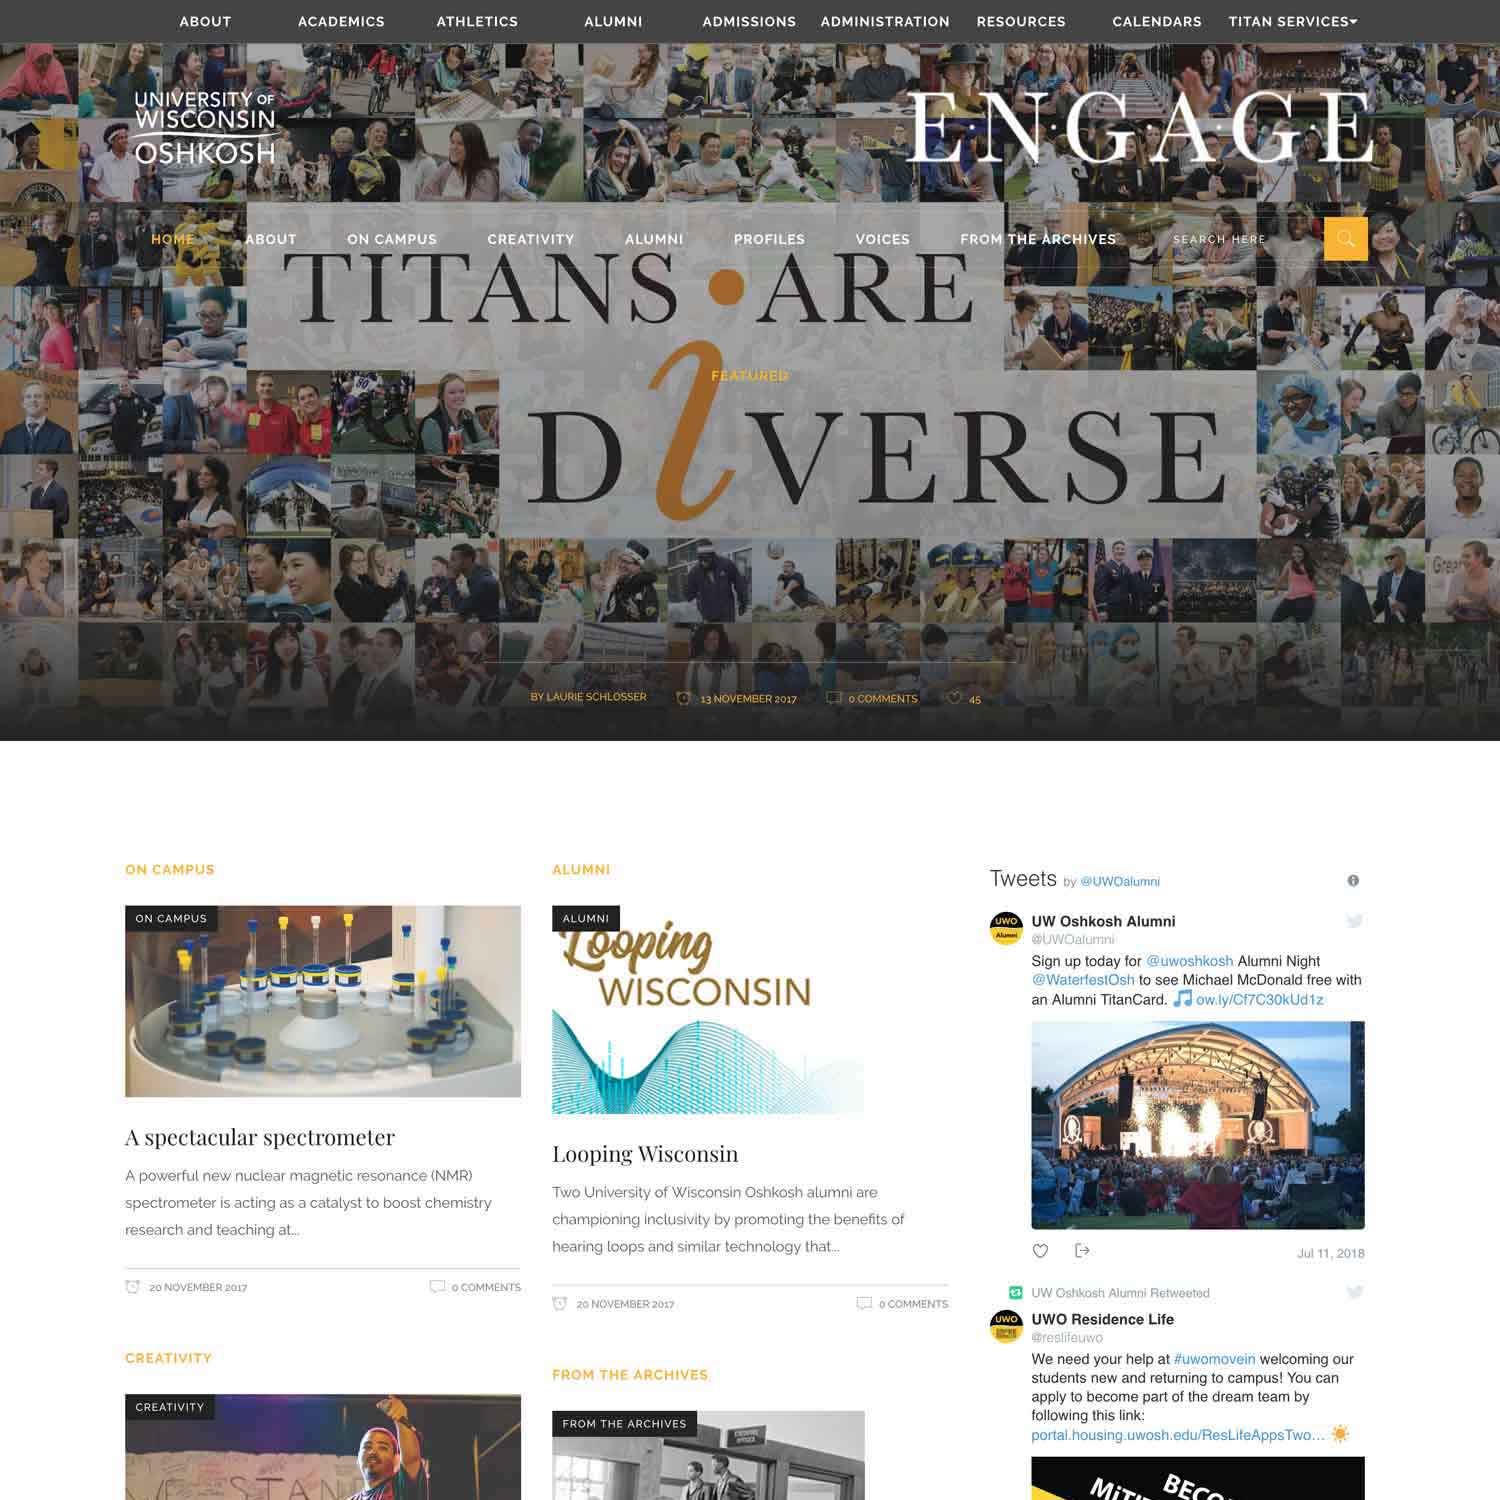 ABOUT ACADEMICS ATHLETICS ALUMNI ADMISSIONS ADMINISTRATION RESOURCES CALENDARS TITAN SERVICES
UNIVERSITY OF
WISCONSIN
OSHKOSH
E·N·G·A·G·E
HOME ABOUT ON CAMPUS CREATIVITY ALUMNI PROFILES VOICES FROM THE ARCHIVES SEARCH HERE
TITANS • ARE
FEATURED
DiVERSE
BY LAURIE SCHLOSSER 13 NOVEMBER 2017 0 COMMENTS 45
ON CAMPUS
ON CAMPUS
A spectacular spectrometer
A powerful new nuclear magnetic resonance (NMR)
spectrometer is acting as a catalyst to boost chemistry
research and teaching at...
20 NOVEMBER 2017 0 COMMENTS
CREATIVITY
CREATIVITY
WE STAND
ALUMNI
ALUMNI
Looping
WISCONSIN
Looping Wisconsin
Two University of Wisconsin Oshkosh alumni are
championing inclusivity by promoting the benefits of
hearing loops and similar technology that...
20 NOVEMBER 2017 0 COMMENTS
FROM THE ARCHIVES
FROM THE ARCHIVES
Tweets by @UWOalumni
UWO
Alumni
UW Oshkosh Alumni
@UWOalumni
Sign up today for @uwoshkosh Alumni Night
@WaterfestOsh to see Michael McDonald free with
an Alumni TitanCard. 🎵 ow.ly/Cf7C30kUd1z
Jul 11, 2018
UW Oshkosh Alumni Retweeted
UWO
UWO Residence Life
@reslifeuwo
We need your help at #uwomovein welcoming our
students new and returning to campus! You can
apply to become part of the dream team by
following this link:
portal.housing.uwosh.edu/ResLifeAppsTwo... ☀